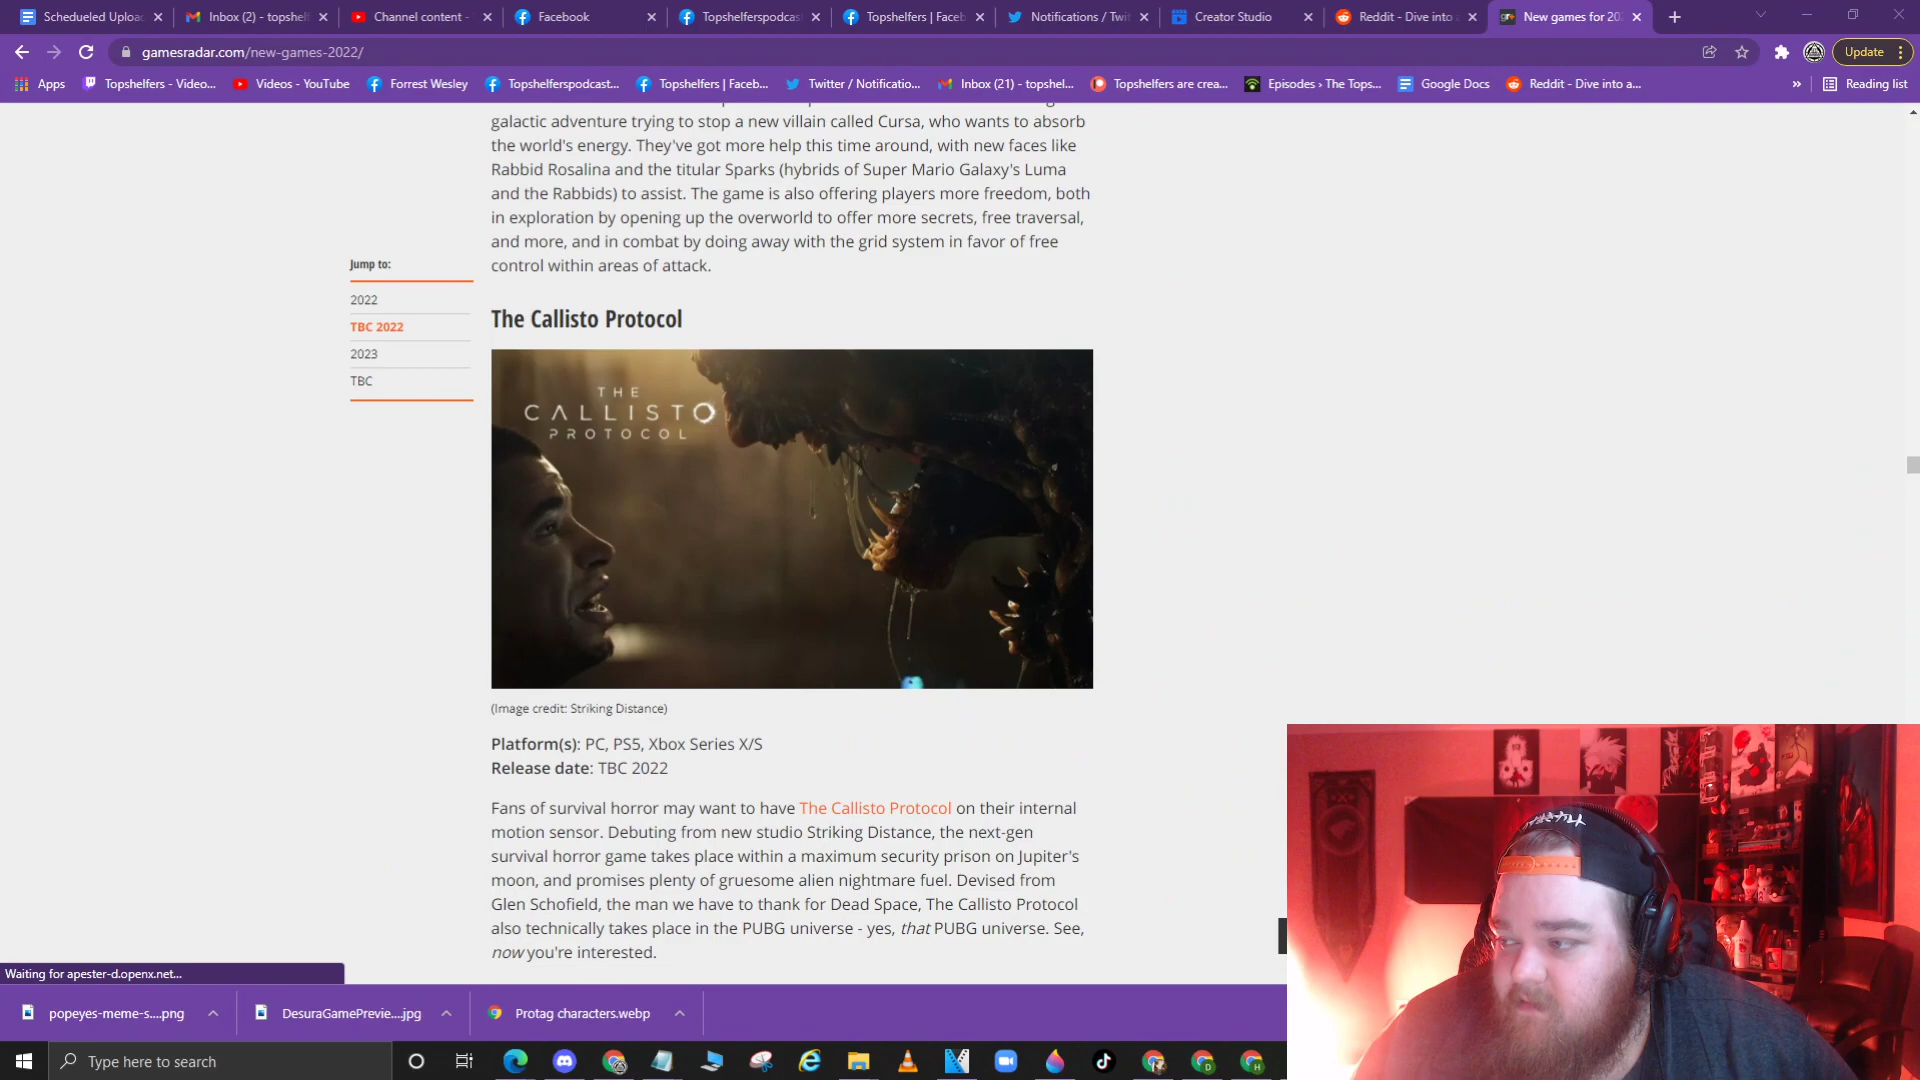 Schedueled Upload
Inbox (2) - topshelf
Channel content -
Facebook
Topshelferspodcas
Topshelfers | Faceb
Notifications / Twit
Creator Studio
Reddit - Dive into a
New games for 20
gamesradar.com/new-games-2022/
Update
Apps
Topshelfers - Video...
Videos - YouTube
Forrest Wesley
Topshelferspodcast...
Topshelfers | Faceb...
Twitter / Notificatio...
Inbox (21) - topshel...
Topshelfers are crea...
Episodes › The Tops...
Google Docs
Reddit - Dive into a...
»
Reading list
galactic adventure trying to stop a new villain called Cursa, who wants to absorb
the world's energy. They've got more help this time around, with new faces like
Rabbid Rosalina and the titular Sparks (hybrids of Super Mario Galaxy's Luma
and the Rabbids) to assist. The game is also offering players more freedom, both
in exploration by opening up the overworld to offer more secrets, free traversal,
and more, and in combat by doing away with the grid system in favor of free
control within areas of attack.
Jump to:
2022
TBC 2022
2023
TBC
The Callisto Protocol
THE
CALLISTO
PROTOCOL
(Image credit: Striking Distance)
Platform(s): PC, PS5, Xbox Series X/S
Release date: TBC 2022
Fans of survival horror may want to have The Callisto Protocol on their internal
motion sensor. Debuting from new studio Striking Distance, the next-gen
survival horror game takes place within a maximum security prison on Jupiter's
moon, and promises plenty of gruesome alien nightmare fuel. Devised from
Glen Schofield, the man we have to thank for Dead Space, The Callisto Protocol
also technically takes place in the PUBG universe - yes, that PUBG universe. See,
now you're interested.
Waiting for apester-d.openx.net...
popeyes-meme-s....png
DesuraGamePrevie....jpg
Protag characters.webp
Type here to search